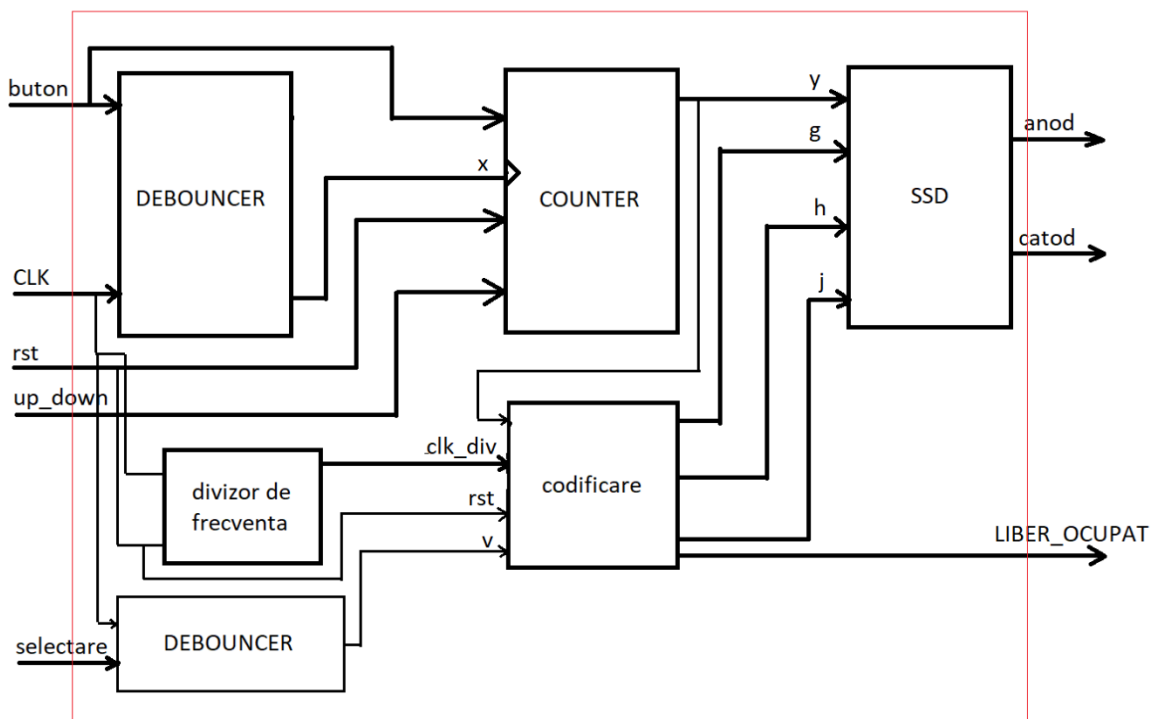 buton
DEBOUNCER
x
COUNTER
y
g
h
j
SSD
anod
catod
CLK
rst
up_down
divizor de
frecventa
clk_div
rst
v
codificare
LIBER_OCUPAT
selectare
DEBOUNCER